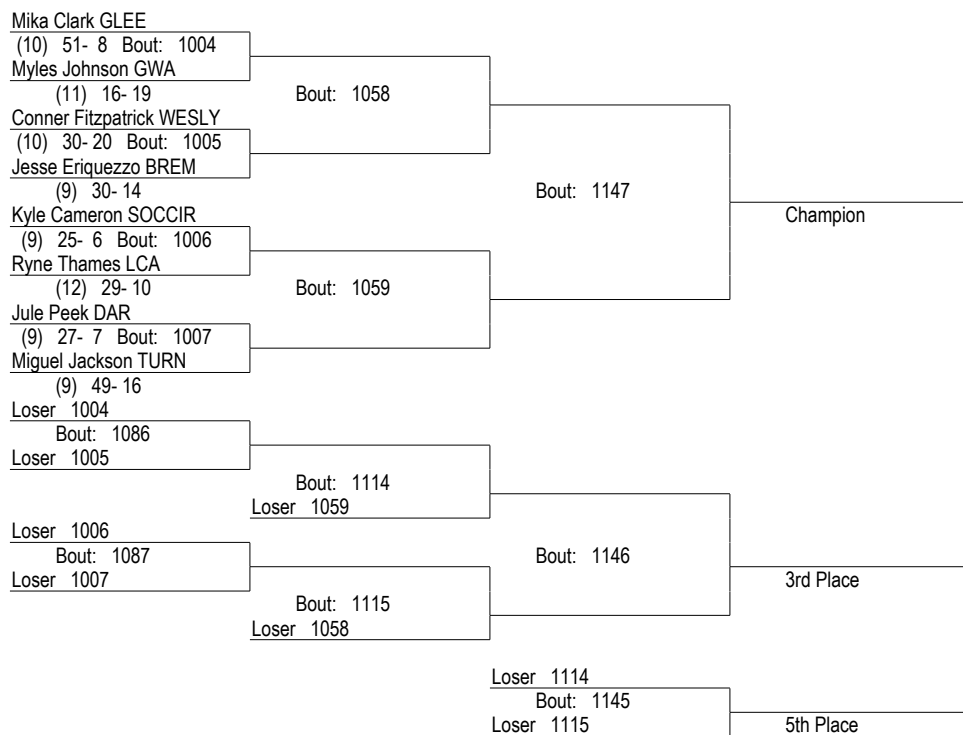 Mika Clark GLEE
(10) 51- 8 Bout: 1004
Myles Johnson GWA
(11) 16- 19
Bout: 1058
Conner Fitzpatrick WESLY
(10) 30- 20 Bout: 1005
Jesse Eriquezzo BREM
(9) 30- 14
Bout: 1147
Kyle Cameron SOCCIR
Champion
(9) 25- 6 Bout: 1006
Ryne Thames LCA
(12) 29- 10
Bout: 1059
Jule Peek DAR
(9) 27- 7 Bout: 1007
Miguel Jackson TURN
(9) 49- 16
Loser 1004
Bout: 1086
Loser 1005
Bout: 1114
Loser 1059
Loser 1006
Bout: 1087
Bout: 1146
Loser 1007
3rd Place
Bout: 1115
Loser 1058
Loser 1114
Bout: 1145
Loser 1115
5th Place